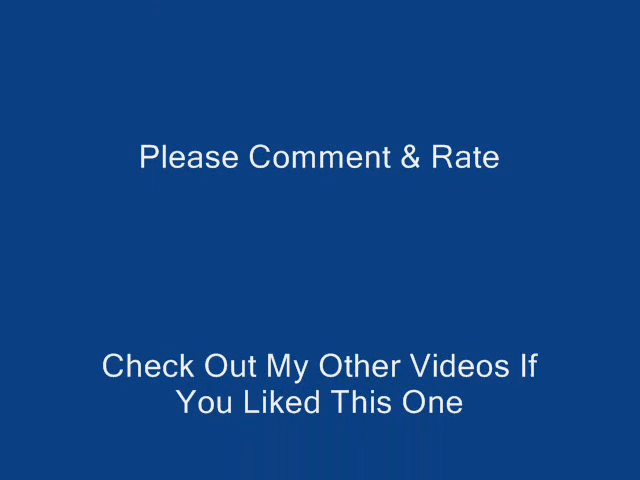 Please Comment & Rate
Check Out My Other Videos If
You Liked This One